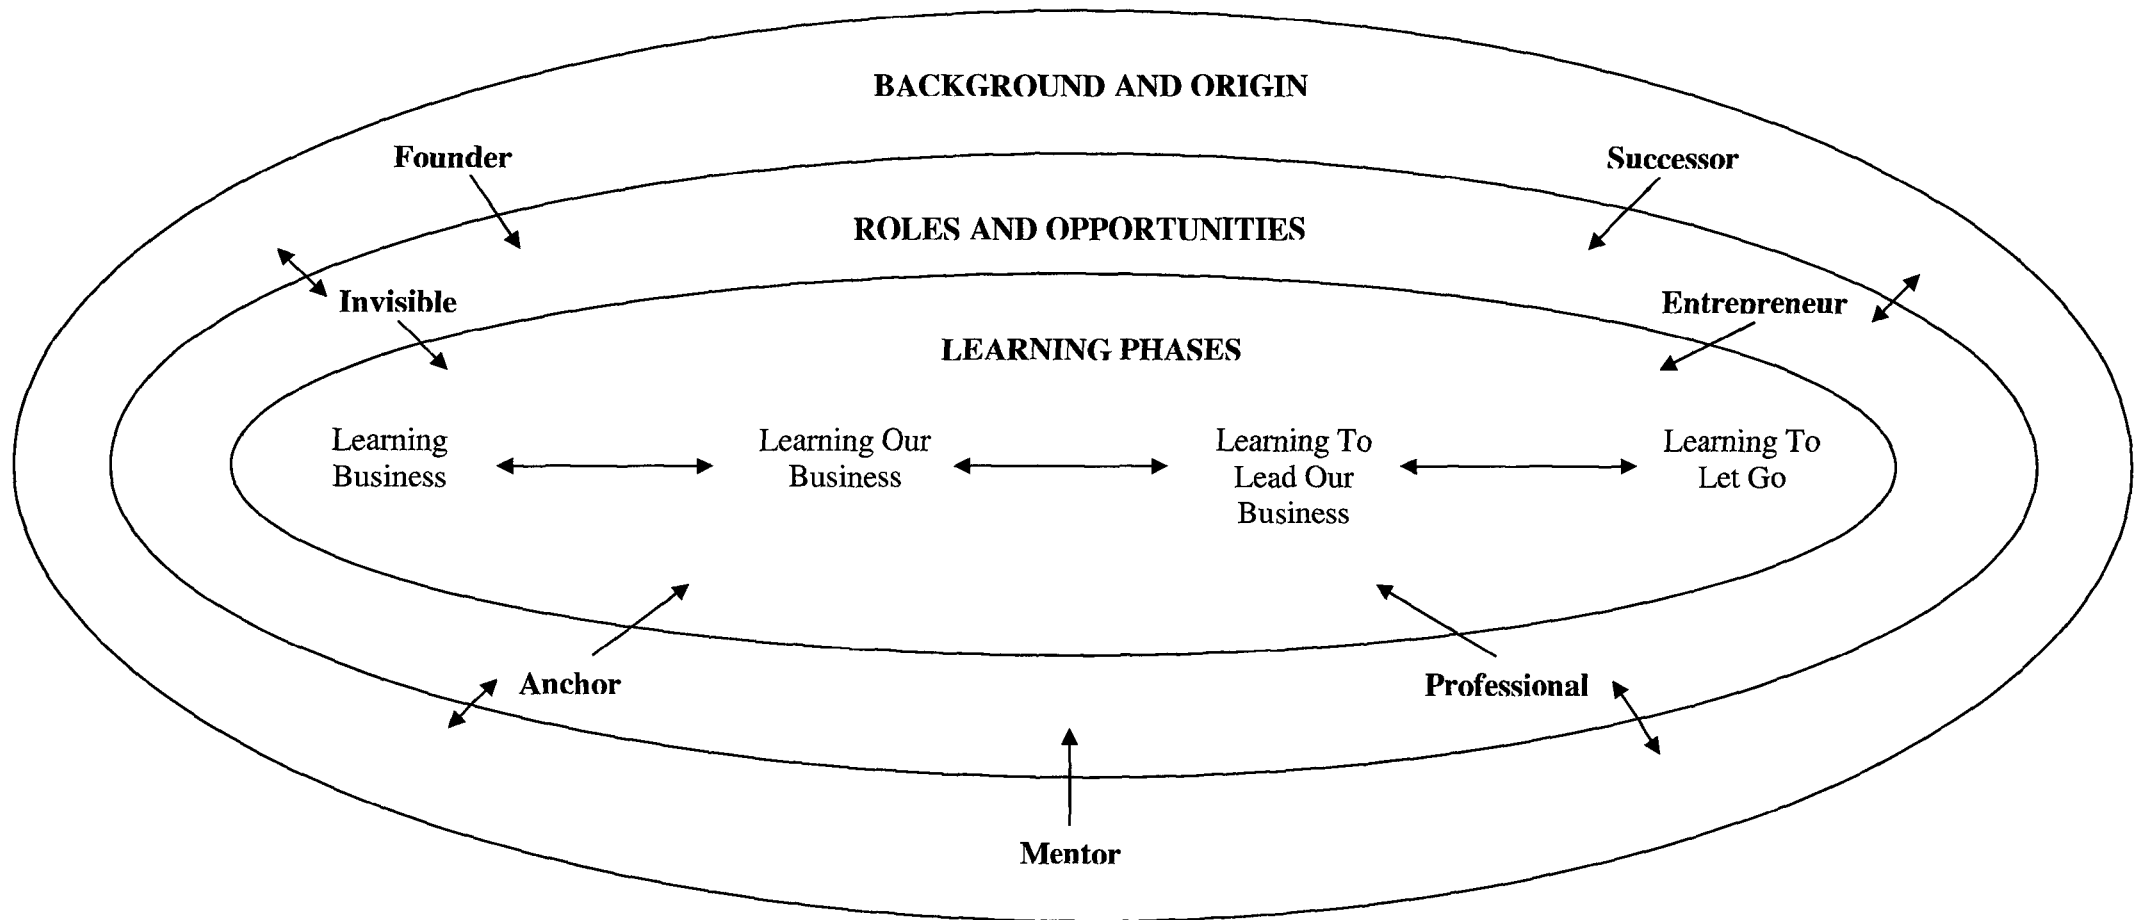 BACKGROUND AND ORIGIN
Founder
Successor
ROLES AND OPPORTUNITIES
Invisible
Entrepreneur
LEARNING PHASES
Learning
Business
Learning Our
Business
Learning To
Lead Our
Business
Learning To
Let Go
Anchor
Professional
Mentor